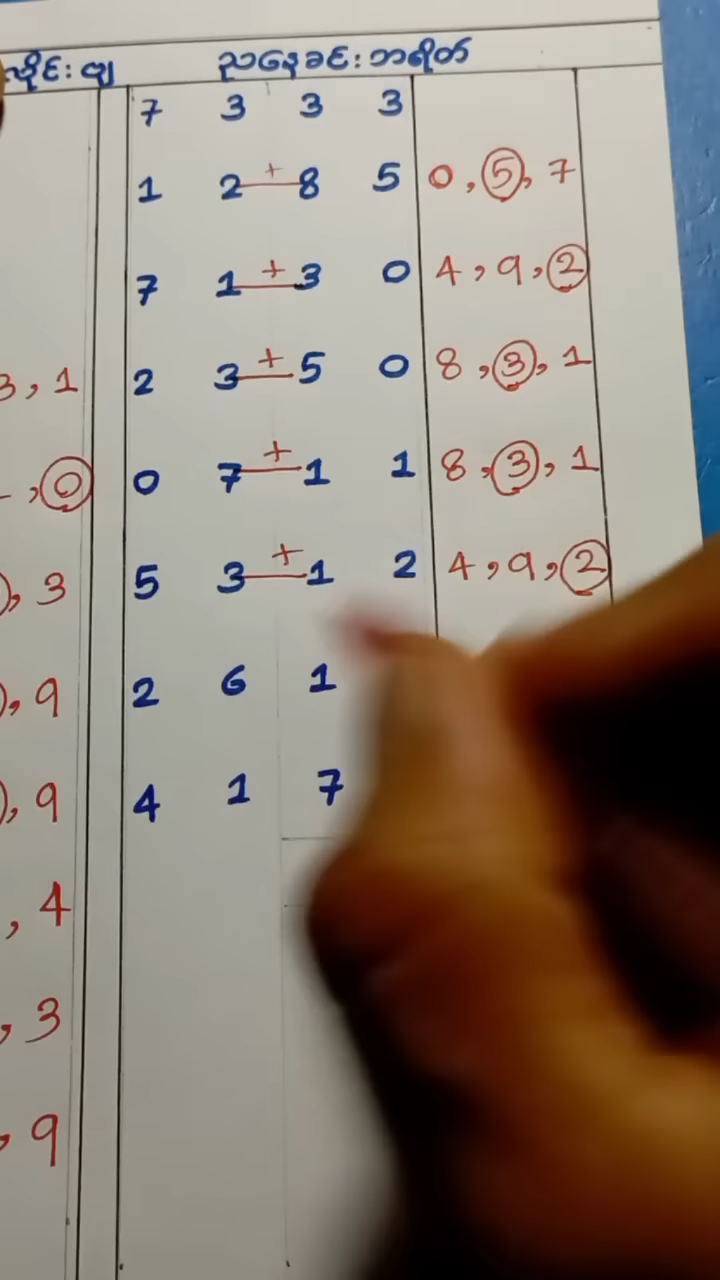 ညနေခင်း ဘရိတ်
7 3 3 3
1 2 + 8 5 0, 5, 7
7 1 + 3 0 4, 9, 2
3, 1 2 3 + 5 0 8, 3, 1
, 0 0 7 + 1 1 8, 3, 1
, 3 5 3 + 1 2 4, 9, 2
, 9 2 6 1
, 9 4 1 7
, 4
, 3
, 9